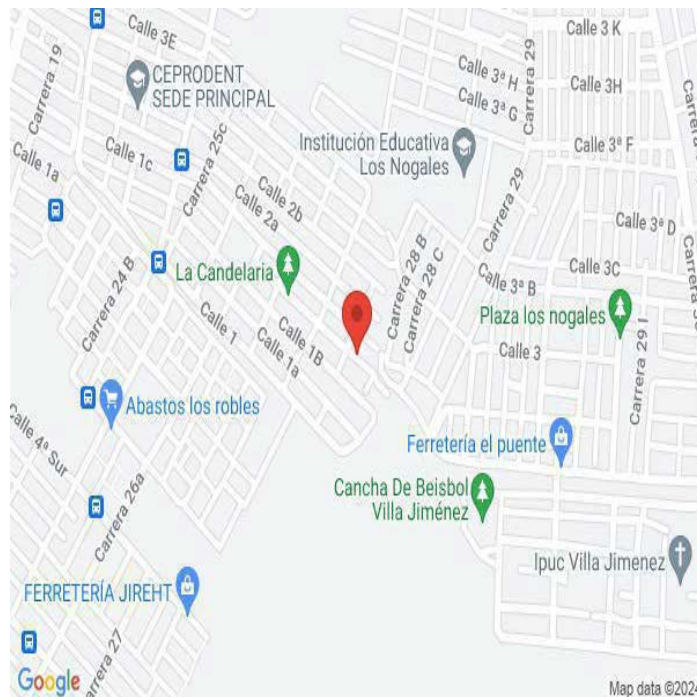 Calle 3E
Carrera 19
CEPRODENT
SEDE PRINCIPAL
Calle 3 K
Calle 3ª H
Calle 3ª G
Carrera 29
Calle 3H
Calle 3ª F
Institución Educativa
Los Nogales
Calle 1a
Calle 1c
Carrera 25c
Calle 2b
Calle 2a
Carrera 29
Calle 3ª D
Carrera 24 B
La Candelaria
Carrera 28 B
Carrera 28 C
Calle 3C
Calle 3ª B
Plaza los nogales
Calle 1
Calle 1a
Calle 1B
Calle 3
Carrera 29 I
Abastos los robles
Calle 4ª Sur
Ferretería el puente
Carrera 26a
Cancha De Beisbol
Villa Jiménez
Ipuc Villa Jimenez
FERRETERÍA JIREHT
Carrera 27
Google
Map data ©2024